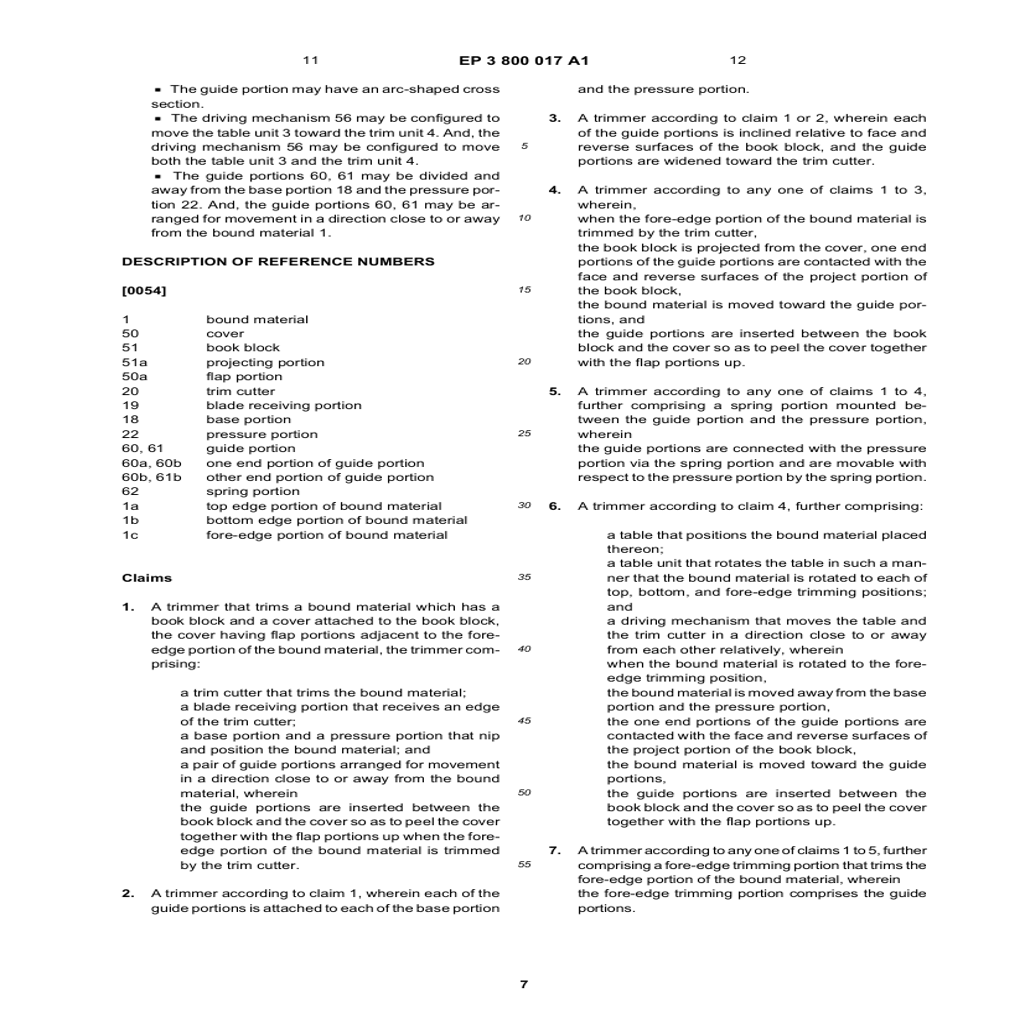 11
EP 3 800 017 A1
12
▪ The guide portion may have an arc-shaped cross
section.
▪ The driving mechanism 56 may be configured to
move the table unit 3 toward the trim unit 4. And, the
driving mechanism 56 may be configured to move
both the table unit 3 and the trim unit 4.
▪ The guide portions 60, 61 may be divided and
away from the base portion 18 and the pressure por-
tion 22. And, the guide portions 60, 61 may be ar-
ranged for movement in a direction close to or away
from the bound material 1.
DESCRIPTION OF REFERENCE NUMBERS
[0054]
1 bound material
50 cover
51 book block
51a projecting portion
50a flap portion
20 trim cutter
19 blade receiving portion
18 base portion
22 pressure portion
60, 61 guide portion
60a, 60b one end portion of guide portion
60b, 61b other end portion of guide portion
62 spring portion
1a top edge portion of bound material
1b bottom edge portion of bound material
1c fore-edge portion of bound material
Claims
1. A trimmer that trims a bound material which has a
book block and a cover attached to the book block,
the cover having flap portions adjacent to the fore-
edge portion of the bound material, the trimmer com-
prising:
a trim cutter that trims the bound material;
a blade receiving portion that receives an edge
of the trim cutter;
a base portion and a pressure portion that nip
and position the bound material; and
a pair of guide portions arranged for movement
in a direction close to or away from the bound
material, wherein
the guide portions are inserted between the
book block and the cover so as to peel the cover
together with the flap portions up when the fore-
edge portion of the bound material is trimmed
by the trim cutter.
2. A trimmer according to claim 1, wherein each of the
guide portions is attached to each of the base portion
5
10
15
20
25
30
35
40
45
50
55
and the pressure portion.
3. A trimmer according to claim 1 or 2, wherein each
of the guide portions is inclined relative to face and
reverse surfaces of the book block, and the guide
portions are widened toward the trim cutter.
4. A trimmer according to any one of claims 1 to 3,
wherein,
when the fore-edge portion of the bound material is
trimmed by the trim cutter,
the book block is projected from the cover, one end
portions of the guide portions are contacted with the
face and reverse surfaces of the project portion of
the book block,
the bound material is moved toward the guide por-
tions, and
the guide portions are inserted between the book
block and the cover so as to peel the cover together
with the flap portions up.
5. A trimmer according to any one of claims 1 to 4,
further comprising a spring portion mounted be-
tween the guide portion and the pressure portion,
wherein
the guide portions are connected with the pressure
portion via the spring portion and are movable with
respect to the pressure portion by the spring portion.
6. A trimmer according to claim 4, further comprising:
a table that positions the bound material placed
thereon;
a table unit that rotates the table in such a man-
ner that the bound material is rotated to each of
top, bottom, and fore-edge trimming positions;
and
a driving mechanism that moves the table and
the trim cutter in a direction close to or away
from each other relatively, wherein
when the bound material is rotated to the fore-
edge trimming position,
the bound material is moved away from the base
portion and the pressure portion,
the one end portions of the guide portions are
contacted with the face and reverse surfaces of
the project portion of the book block,
the bound material is moved toward the guide
portions,
the guide portions are inserted between the
book block and the cover so as to peel the cover
together with the flap portions up.
7. A trimmer according to any one of claims 1 to 5, further
comprising a fore-edge trimming portion that trims the
fore-edge portion of the bound material, wherein
the fore-edge trimming portion comprises the guide
portions.
7